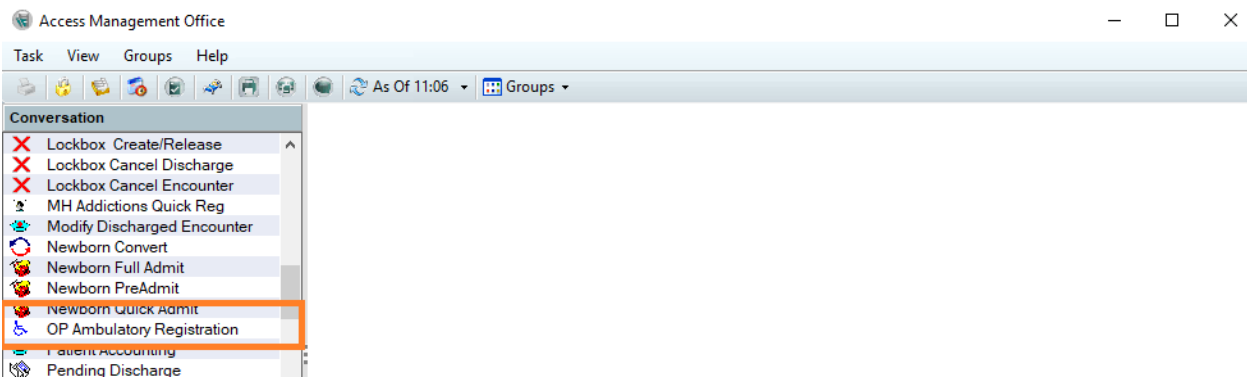 Access Management Office
Task View Groups Help
As Of 11:06 Groups
Conversation
Lockbox Create/Release
Lockbox Cancel Discharge
Lockbox Cancel Encounter
MH Addictions Quick Reg
Modify Discharged Encounter
Newborn Convert
Newborn Full Admit
Newborn PreAdmit
Newborn Quick Admit
OP Ambulatory Registration
Patient Accounting
Pending Discharge